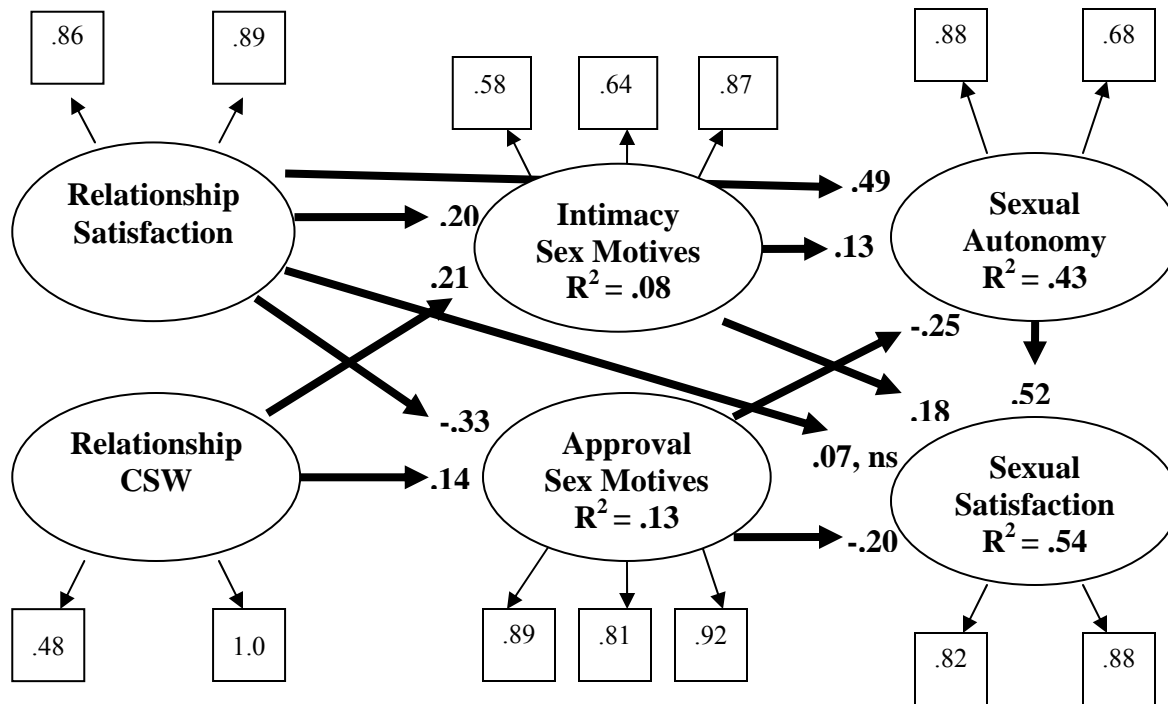 .86
.89
.58
.64
.87
.88
.68
Relationship
Satisfaction
.20
.21
-.33
Intimacy
Sex Motives
R² = .08
.49
.13
Sexual
Autonomy
R² = .43
-.25
.18
.52
.07, ns
Relationship
CSW
.14
Approval
Sex Motives
R² = .13
-.20
Sexual
Satisfaction
R² = .54
.48
1.0
.89
.81
.92
.82
.88